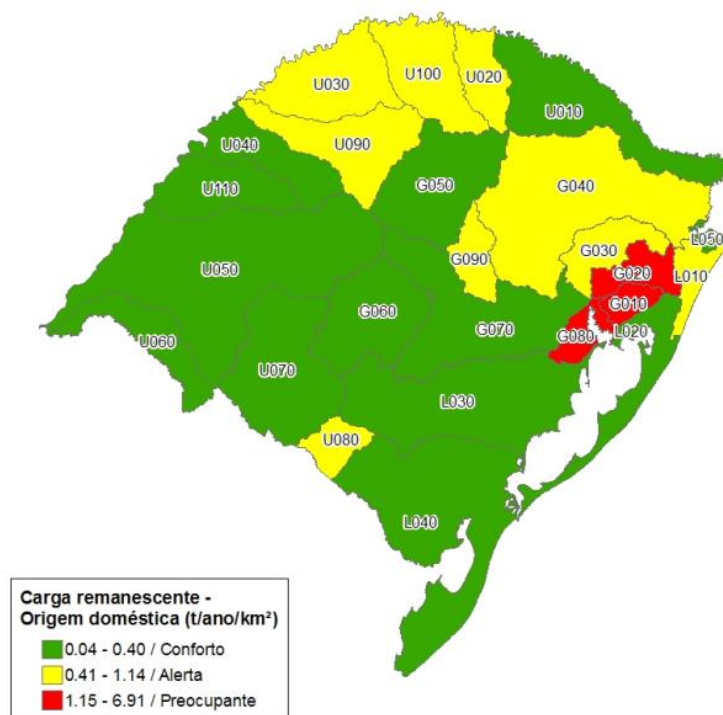 U030
U100
U020
U010
U090
U040
G050
G040
U110
L050
G030
G090
G020
L010
U050
G010
G060
G070
L020
U060
G080
U070
L030
U080
L040
Carga remanescente -
Origem doméstica (t/ano/km²)
0.04 - 0.40 / Conforto
0.41 - 1.14 / Alerta
1.15 - 6.91 / Preocupante